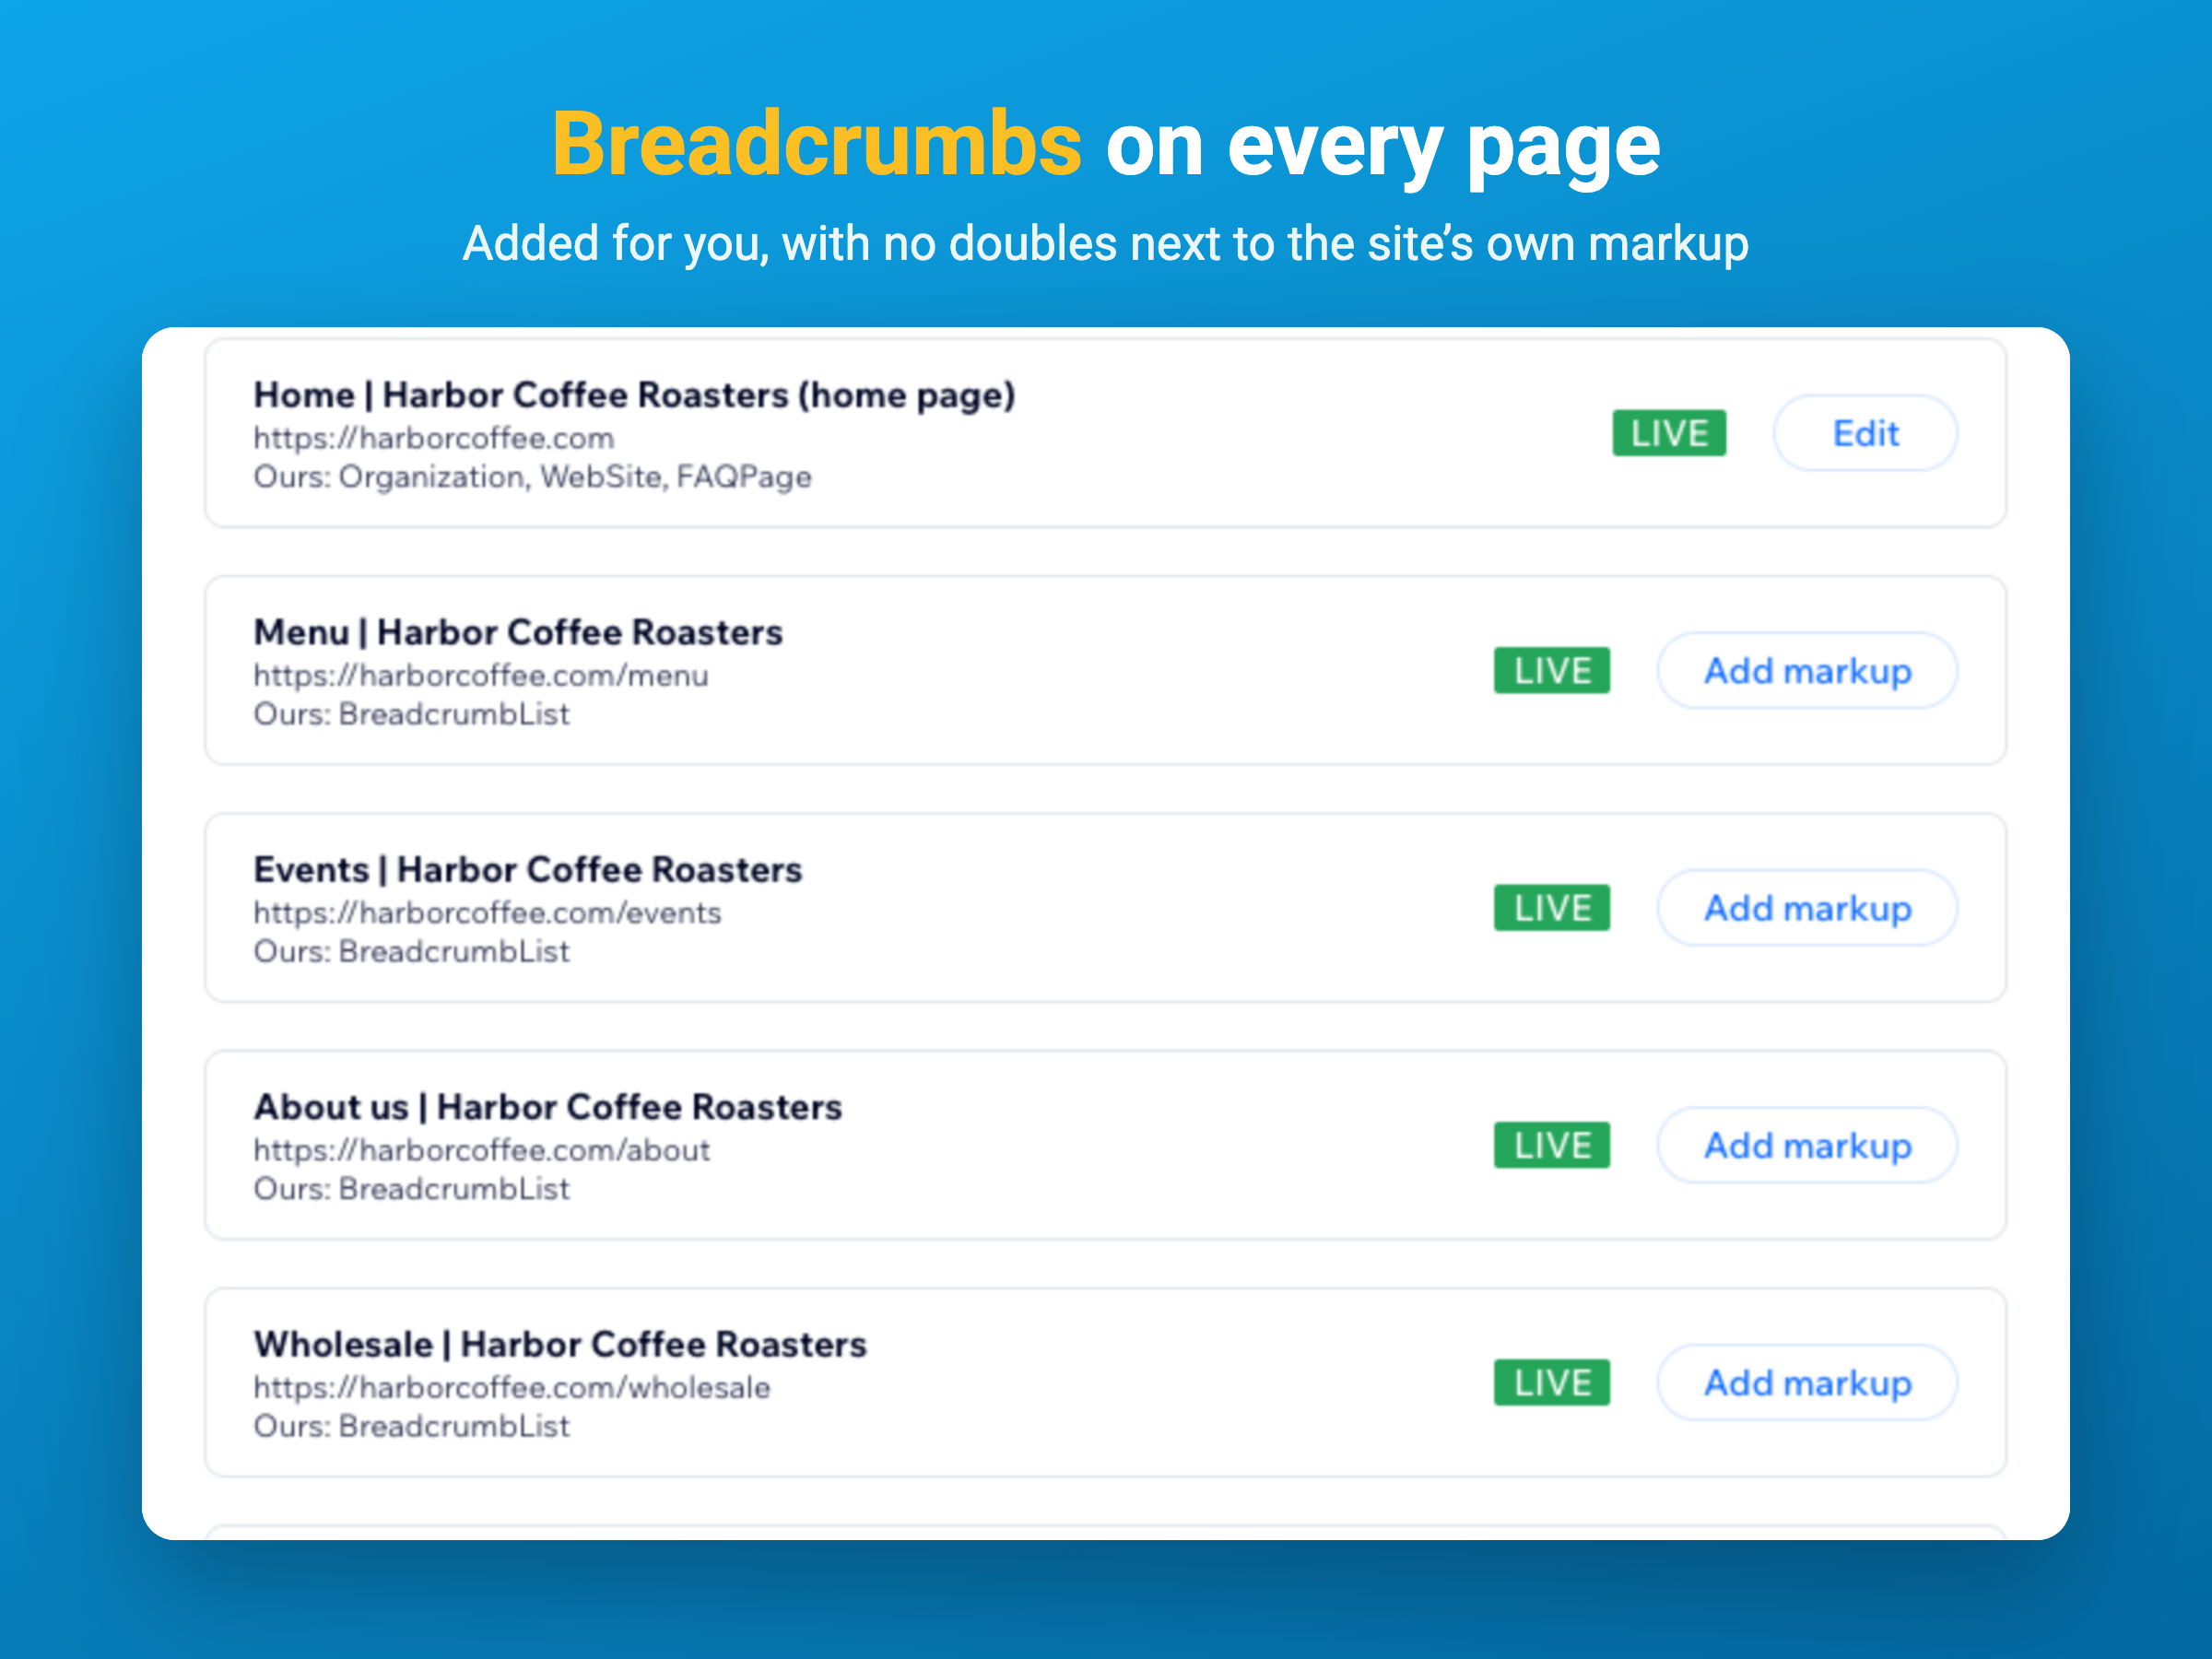 Breadcrumbs on every page
Added for you, with no doubles next to the site’s own markup
Home | Harbor Coffee Roasters (home page)
https://harborcoffee.com
Ours: Organization, WebSite, FAQPage
LIVE
Edit
Menu | Harbor Coffee Roasters
https://harborcoffee.com/menu
Ours: BreadcrumbList
LIVE
Add markup
Events | Harbor Coffee Roasters
https://harborcoffee.com/events
Ours: BreadcrumbList
LIVE
Add markup
About us | Harbor Coffee Roasters
https://harborcoffee.com/about
Ours: BreadcrumbList
LIVE
Add markup
Wholesale | Harbor Coffee Roasters
https://harborcoffee.com/wholesale
Ours: BreadcrumbList
LIVE
Add markup